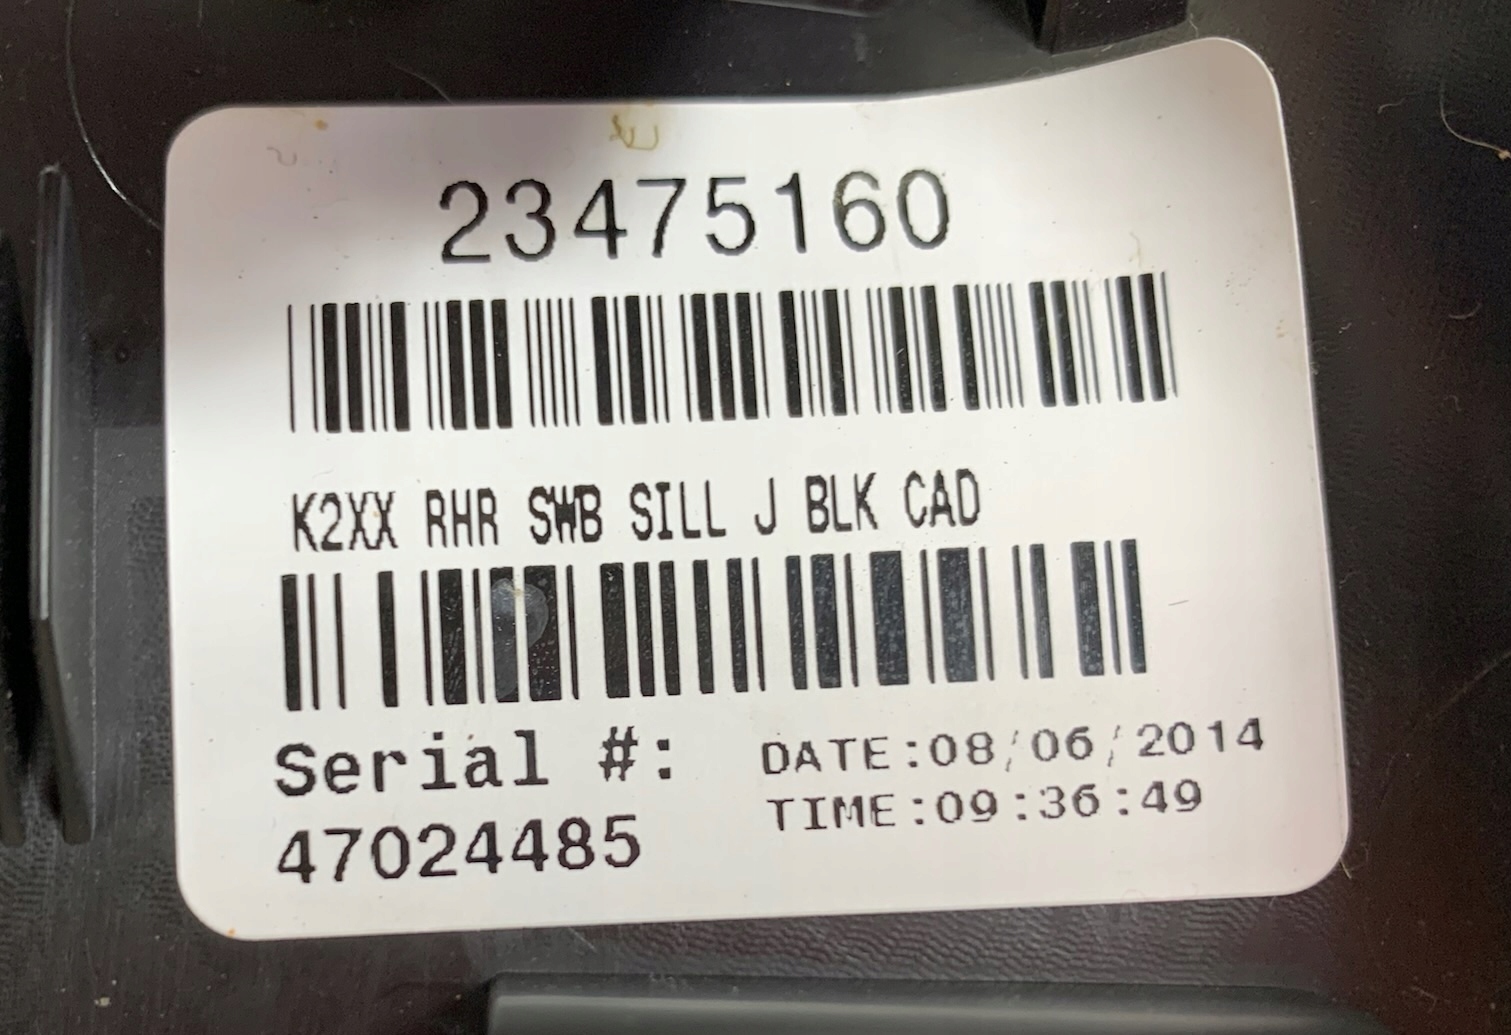 23475160
K2XX RHR SWB SILL J BLK CAD
Serial #:
47024485
DATE:08/06/2014
TIME:09:36:49